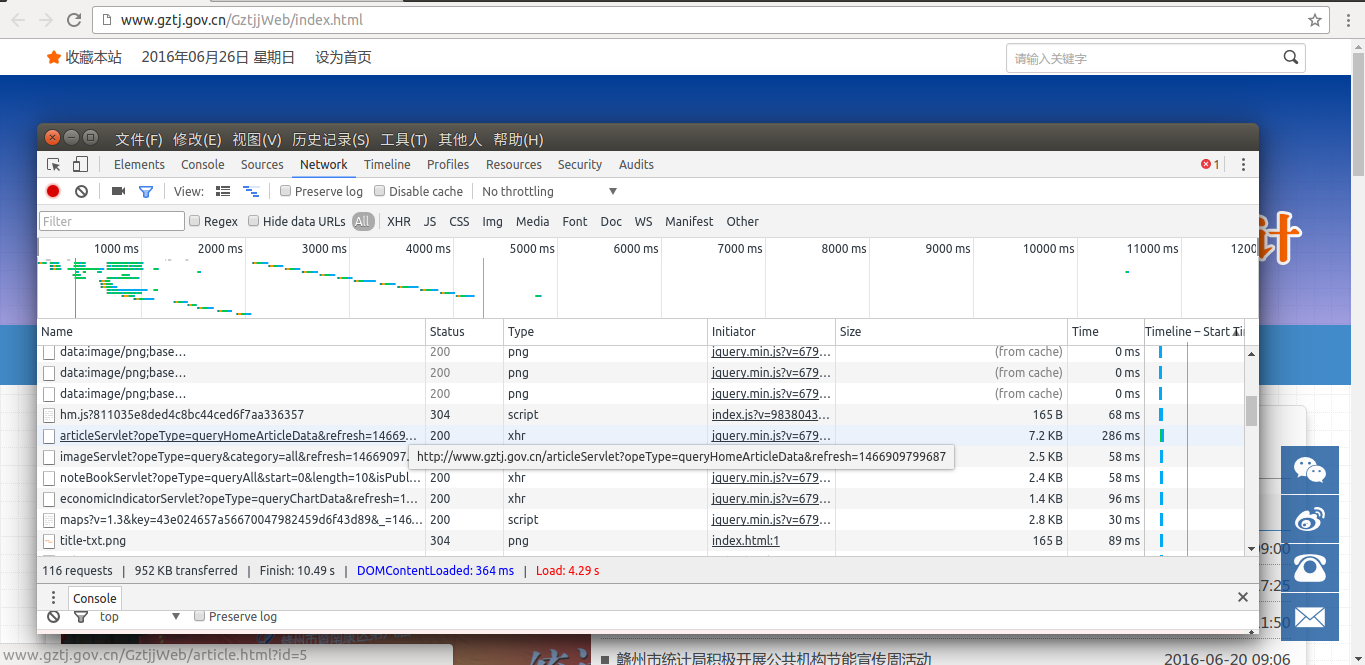 www.gztj.gov.cn/GztjjWeb/index.html
收藏本站 2016年06月26日 星期日 设为首页 请输入关键字
文件(F) 修改(E) 视图(V) 历史记录(S) 工具(T) 其他人 帮助(H)
计
Elements Console Sources Network Timeline Profiles Resources Security Audits 1
View: Preserve log Disable cache No throttling
Filter Regex Hide data URLs All XHR JS CSS Img Media Font Doc WS Manifest Other
1000 ms 2000 ms 3000 ms 4000 ms 5000 ms 6000 ms 7000 ms 8000 ms 9000 ms 10000 ms 11000 ms 1200
Name Status Type Initiator Size Time Timeline – Start
data:image/png;base… 200 png jquery.min.js?v=679… (from cache) 0 ms
data:image/png;base… 200 png jquery.min.js?v=679… (from cache) 0 ms
data:image/png;base… 200 png jquery.min.js?v=679… (from cache) 0 ms
hm.js?811035e8ded4c8bc44ced6f7aa336357 304 script index.js?v=9838043… 165 B 68 ms
articleServlet?opeType=queryHomeArticleData&refresh=14669… 200 xhr jquery.min.js?v=679… 7.2 KB 286 ms
imageServlet?opeType=query&category=all&refresh=14669097. 2.5 KB 58 ms
http://www.gztj.gov.cn/articleServlet?opeType=queryHomeArticleData&refresh=1466909799687
noteBookServlet?opeType=queryAll&start=0&length=10&isPubl… 200 xhr jquery.min.js?v=679… 2.4 KB 58 ms
economicIndicatorServlet?opeType=queryChartData&refresh=1… 200 xhr jquery.min.js?v=679… 1.4 KB 96 ms
maps?v=1.3&key=43e024657a56670047982459d6f43d89&_=146… 200 script jquery.min.js?v=679… 2.8 KB 30 ms
title-txt.png 304 png index.html:1 165 B 89 ms
09:00
116 requests | 952 KB transferred | Finish: 10.49 s | DOMContentLoaded: 364 ms | Load: 4.29 s
7:25
Console
top Preserve log
1:50
www.gztj.gov.cn/GztjjWeb/article.html?id=5
赣州市统计局积极开展公共机构节能宣传周活动 2016-06-20 09:06